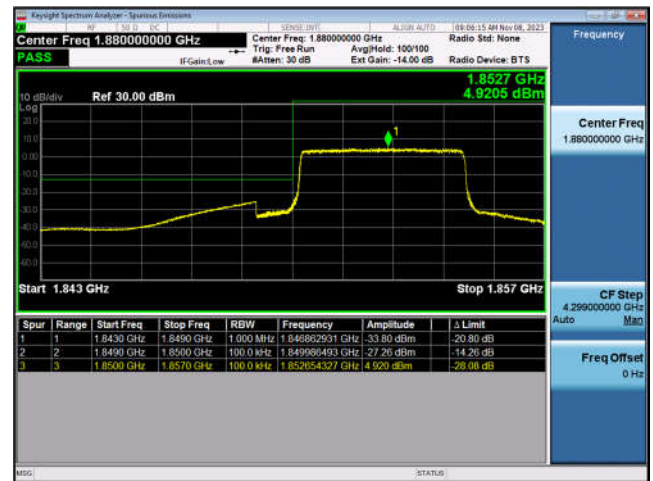 Keysight Spectrum Analyzer - Spurious Emissions
RF 50 Ω DC SENSE:INT ALIGN AUTO 09:06:15 AM Nov 08, 2023
Center Freq 1.880000000 GHz
Center Freq: 1.880000000 GHz
Radio Std: None
Trig: Free Run Avg|Hold: 100/100
PASS IFGain:Low #Atten: 30 dB Ext Gain: -14.00 dB Radio Device: BTS
1.8527 GHz
10 dB/div Ref 30.00 dBm 4.9205 dBm
Log
20.0
10.0
0.00
-10.0
-20.0
-30.0
-40.0
-50.0
-60.0
1
Start 1.843 GHz Stop 1.857 GHz
Spur Range Start Freq Stop Freq RBW Frequency Amplitude Δ Limit
1 1 1.8430 GHz 1.8490 GHz 1.000 MHz 1.846862931 GHz -33.80 dBm -20.80 dB
2 2 1.8490 GHz 1.8500 GHz 100.0 kHz 1.849986493 GHz -27.26 dBm -14.26 dB
3 3 1.8500 GHz 1.8570 GHz 100.0 kHz 1.852654327 GHz 4.920 dBm -28.08 dB
MSG STATUS
Frequency
Center Freq
1.880000000 GHz
CF Step
4.299000000 GHz
Auto Man
Freq Offset
0 Hz